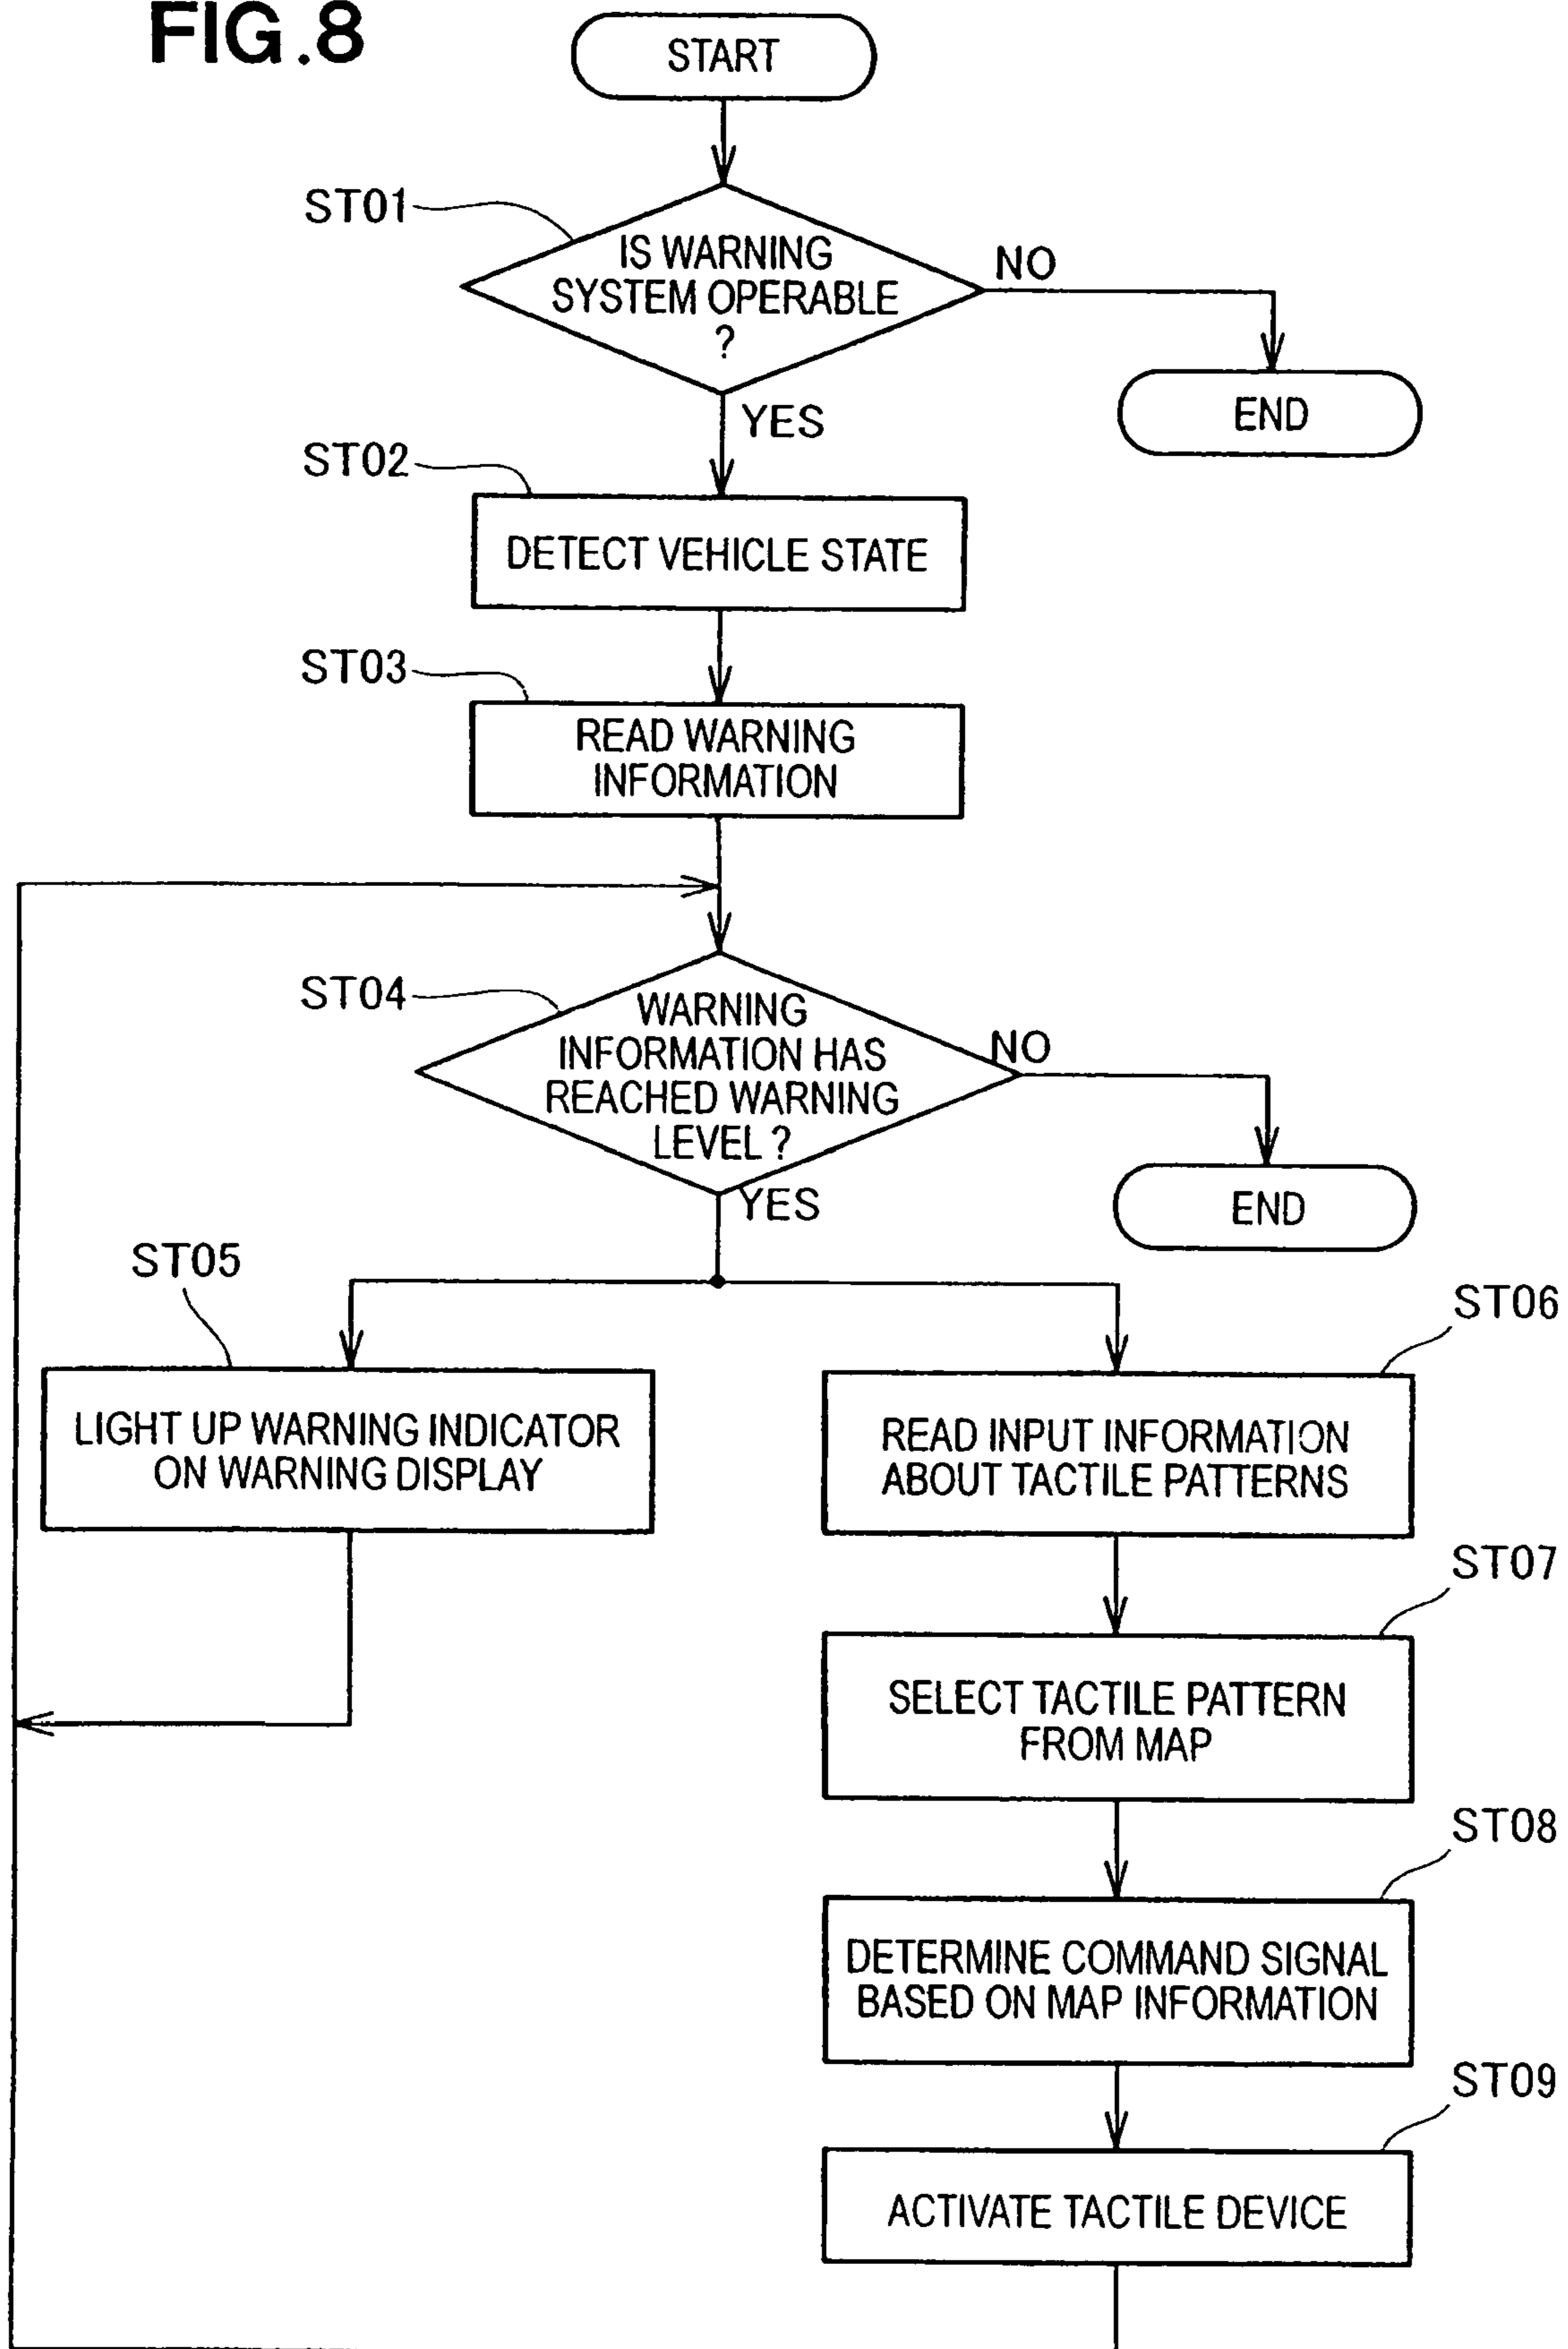 FIG.8
START
ST01
IS WARNING
SYSTEM OPERABLE
?
NO
END
YES
ST02
DETECT VEHICLE STATE
ST03
READ WARNING
INFORMATION
ST04
WARNING
INFORMATION HAS
REACHED WARNING
LEVEL ?
NO
END
YES
ST05
LIGHT UP WARNING INDICATOR
ON WARNING DISPLAY
ST06
READ INPUT INFORMATION
ABOUT TACTILE PATTERNS
ST07
SELECT TACTILE PATTERN
FROM MAP
ST08
DETERMINE COMMAND SIGNAL
BASED ON MAP INFORMATION
ST09
ACTIVATE TACTILE DEVICE